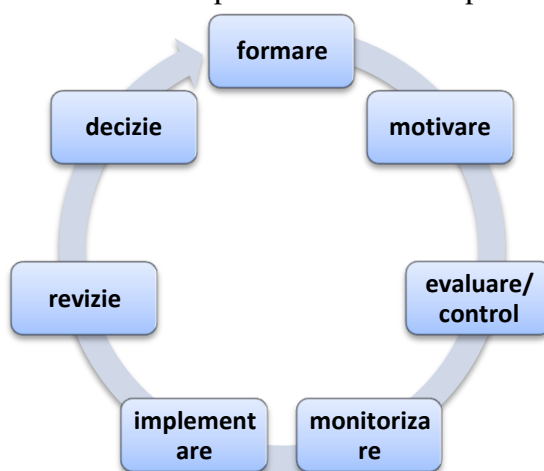 formare
motivare
evaluare/
control
monitoriza
re
implement
are
revizie
decizie